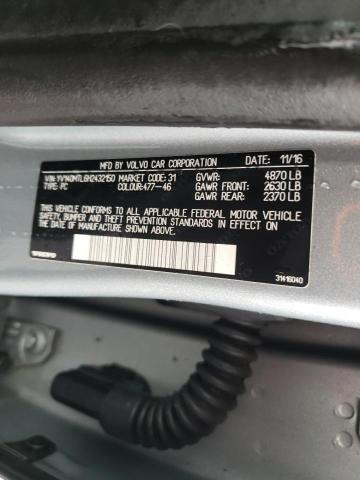 MFD BY VOLVO CAR CORPORATION 11/16
VIN:YV140MTL6H2432150 MARKET CODE: 31 GVWR: 4870 LB
TYPE: PC COLOUR:477-46 GAWR FRONT: 2630 LB
GAWR REAR: 2370 LB
THIS VEHICLE CONFORMS TO ALL APPLICABLE FEDERAL MOTOR VEHICLE
SAFETY, BUMPER AND THEFT PREVENTION STANDARDS IN EFFECT ON
THE DATE OF MANUFACTURE SHOWN ABOVE.
31416040